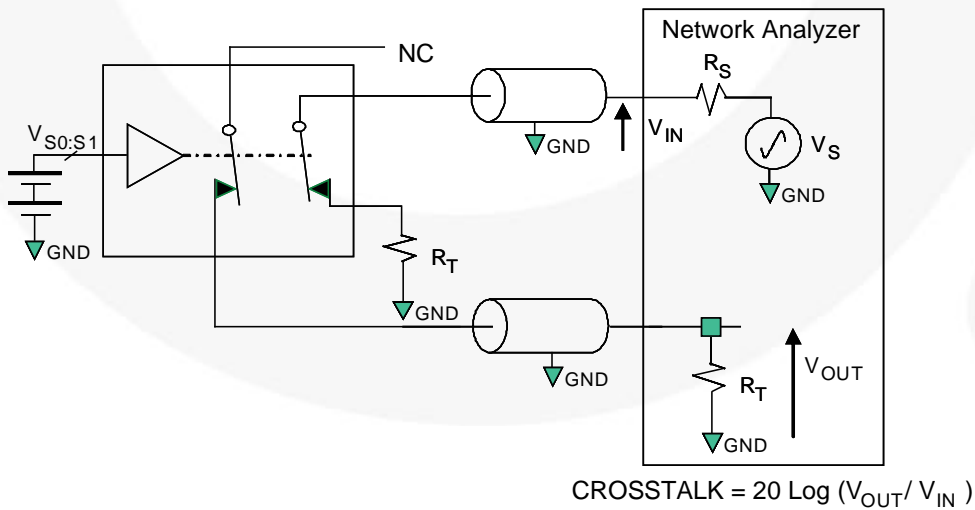 Network Analyzer
NC
R_S
V_IN
V_S
GND
GND
V_S0:S1
GND
R_T
GND
GND
R_T
V_OUT
GND
CROSSTALK = 20 Log (V_OUT / V_IN )